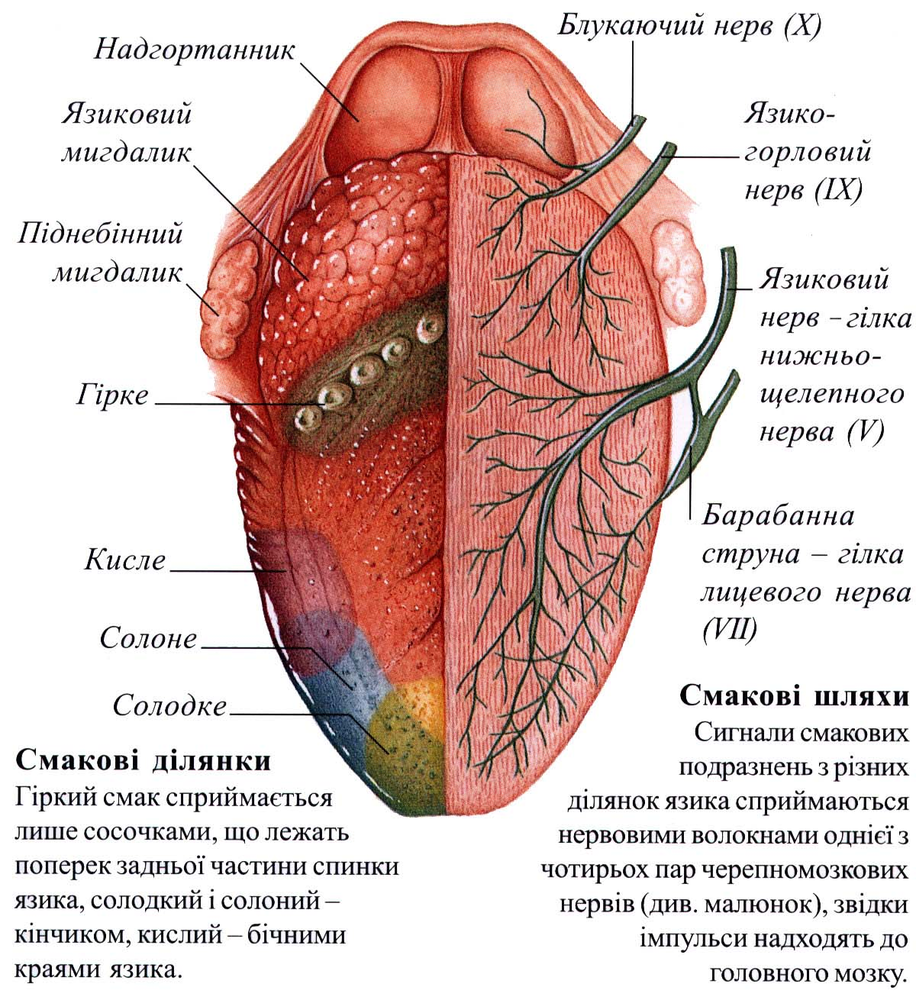 Блукаючий нерв (X)
Надгортанник
Язиковий
мигдалик
Піднебінний
мигдалик
Гірке
Кисле
Солоне
Солодке
Язико-
горловий
нерв (IX)
Язиковий
нерв – гілка
нижньо-
щелепного
нерва (V)
Барабанна
струна – гілка
лицевого нерва
(VII)
Смакові ділянки
Гіркий смак сприймається
лише сосочками, що лежать
поперек задньої частини спинки
язика, солодкий і солоний –
кінчиком, кислий – бічними
краями язика.
Смакові шляхи
Сигнали смакових
подразнень з різних
ділянок язика сприймаються
нервовими волокнами однієї з
чотирьох пар черепномозкових
нервів (див. малюнок), звідки
імпульси надходять до
головного мозку.